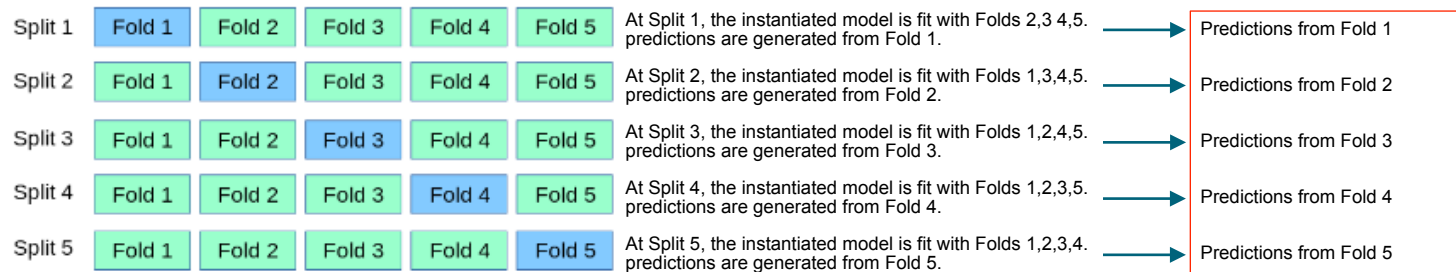 Split 1 Fold 1 Fold 2 Fold 3 Fold 4 Fold 5 At Split 1, the instantiated model is fit with Folds 2,3 4,5. Predictions from Fold 1
predictions are generated from Fold 1.
Split 2 Fold 1 Fold 2 Fold 3 Fold 4 Fold 5 At Split 2, the instantiated model is fit with Folds 1,3,4,5. Predictions from Fold 2
predictions are generated from Fold 2.
Split 3 Fold 1 Fold 2 Fold 3 Fold 4 Fold 5 At Split 3, the instantiated model is fit with Folds 1,2,4,5. Predictions from Fold 3
predictions are generated from Fold 3.
Split 4 Fold 1 Fold 2 Fold 3 Fold 4 Fold 5 At Split 4, the instantiated model is fit with Folds 1,2,3,5. Predictions from Fold 4
predictions are generated from Fold 4.
Split 5 Fold 1 Fold 2 Fold 3 Fold 4 Fold 5 At Split 5, the instantiated model is fit with Folds 1,2,3,4. Predictions from Fold 5
predictions are generated from Fold 5.